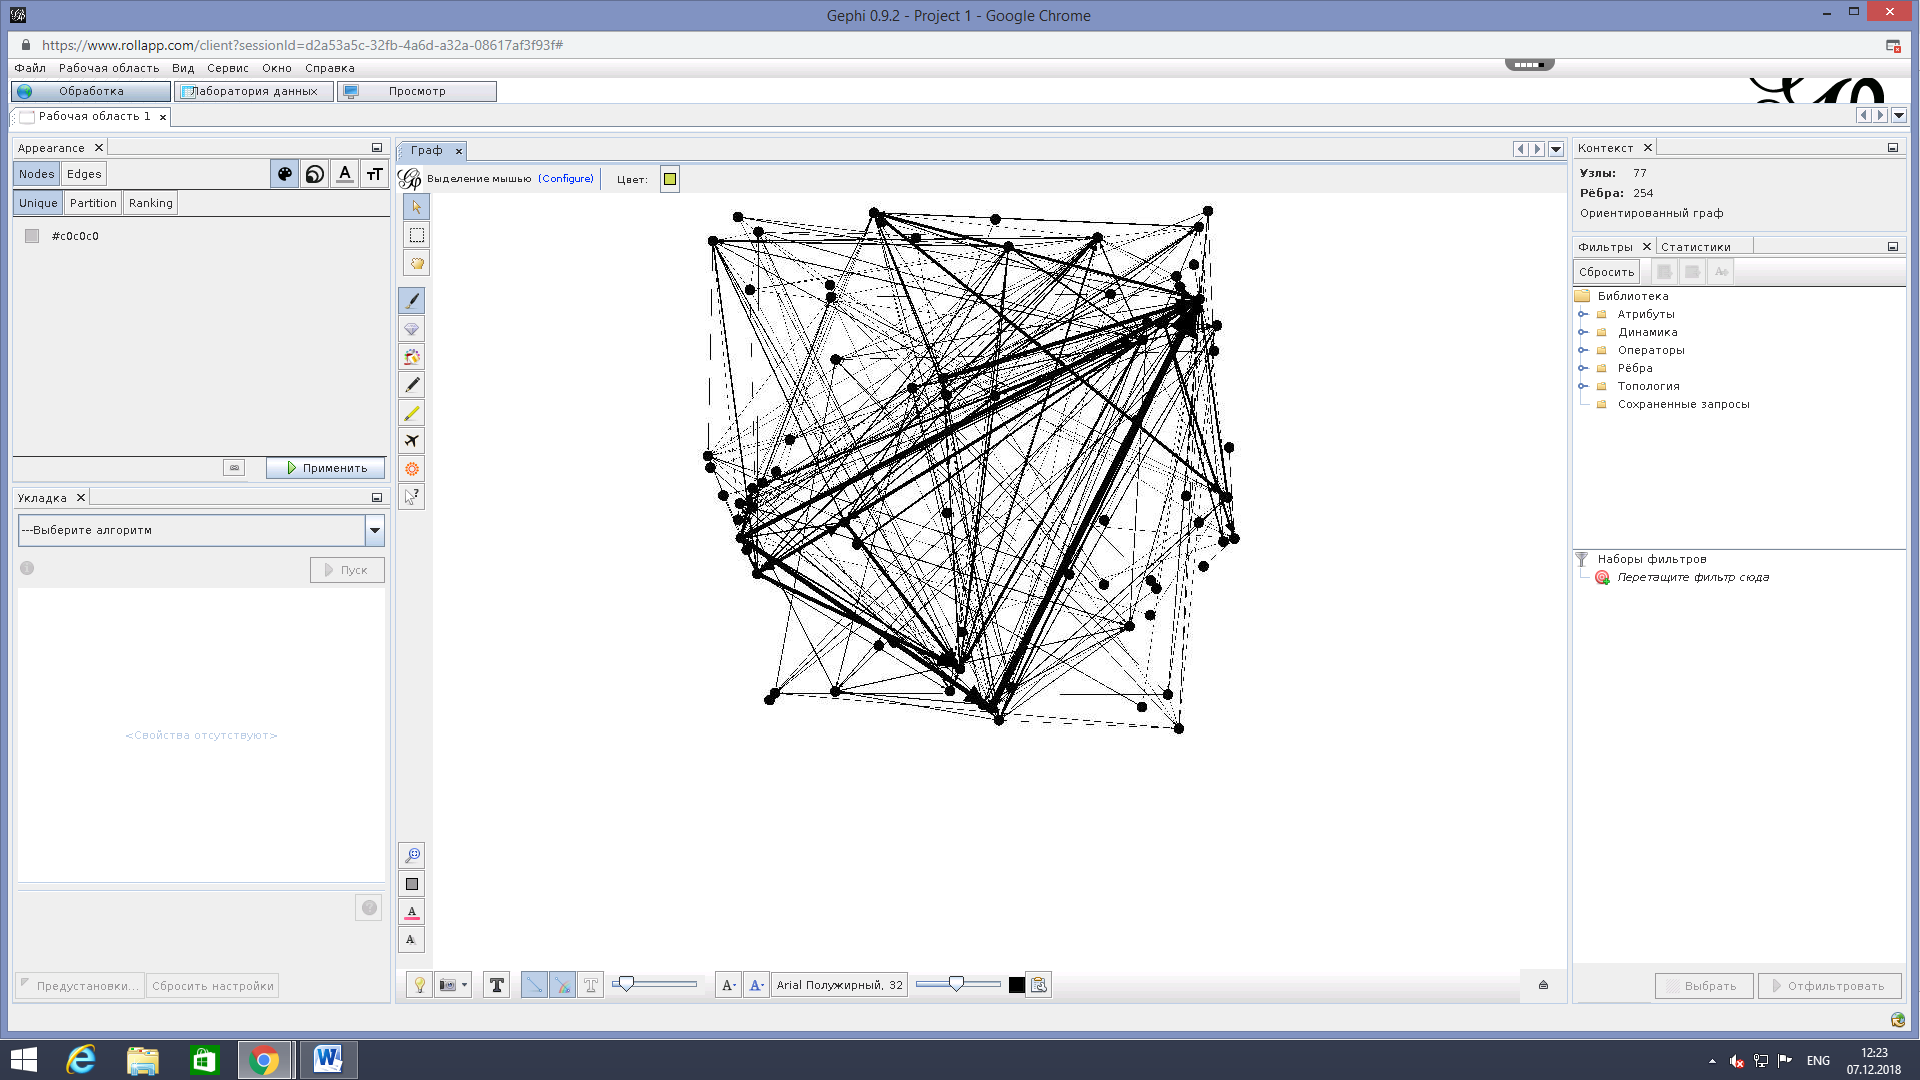 Gephi 0.9.2 - Project 1 - Google Chrome
https://www.rollapp.com/client?sessionId=d2a53a5c-32fb-4a6d-a32a-08617af3f93f#
Файл Рабочая область Вид Сервис Окно Справка
Обработка Лаборатория данных Просмотр
Рабочая область 1
Appearance
Nodes Edges
Unique Partition Ranking
#c0c0c0
Применить
Укладка
---Выберите алгоритм
Пуск
<Свойства отсутствуют>
Предустановки... Сбросить настройки
Граф
Выделение мышью (Configure) Цвет:
Arial Полужирный, 32
Контекст
Узлы: 77
Рёбра: 254
Ориентированный граф
Фильтры Статистики
Сбросить
Библиотека
Атрибуты
Динамика
Операторы
Рёбра
Топология
Сохраненные запросы
Наборы фильтров
Перетащите фильтр сюда
Выбрать Отфильтровать
ENG
12:23
07.12.2018